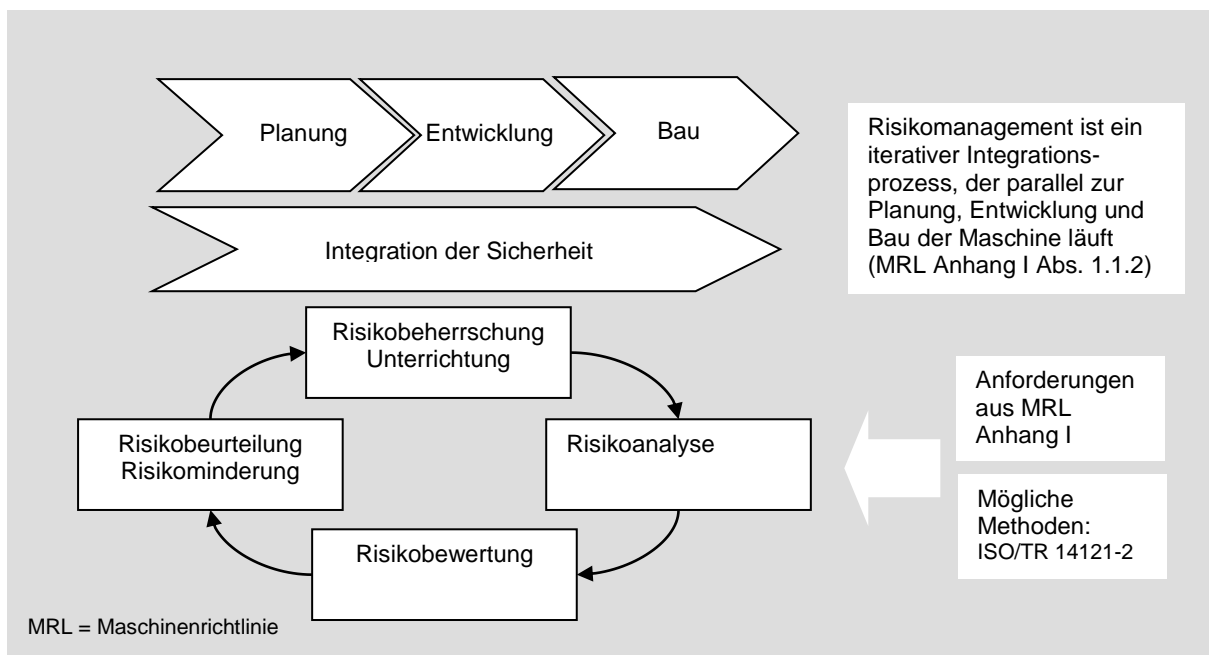 Planung
Entwicklung
Bau
Risikomanagement ist ein
iterativer Integrations-
prozess, der parallel zur
Planung, Entwicklung und
Bau der Maschine läuft
(MRL Anhang I Abs. 1.1.2)
Integration der Sicherheit
Risikobeherrschung
Unterrichtung
Risikobeurteilung
Risikominderung
Risikoanalyse
Risikobewertung
Anforderungen
aus MRL
Anhang I
Mögliche
Methoden:
ISO/TR 14121-2
MRL = Maschinenrichtlinie